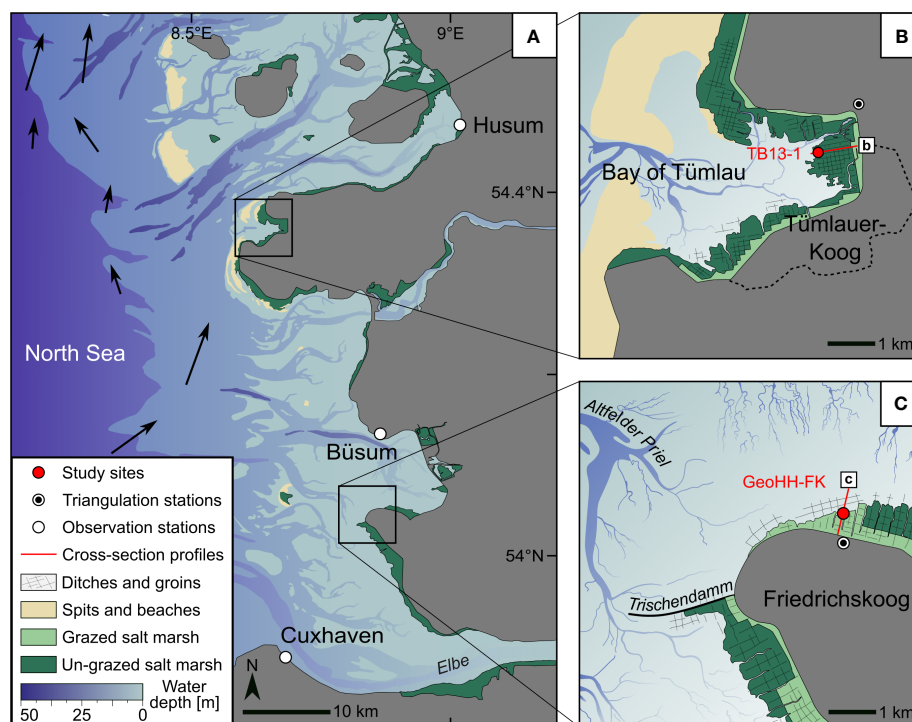 8.5°E
9°E
A
Husum
54.4°N
North Sea
Büsum
54°N
Cuxhaven
Elbe
N
10 km
Study sites
Triangulation stations
Observation stations
Cross-section profiles
Ditches and groins
Spits and beaches
Grazed salt marsh
Un-grazed salt marsh
Water
depth [m]
50 25 0
B
TB13-1
b
Bay of Tümlau
Tümlauer-
Koog
1 km
C
Altfelder Priel
GeoHH-FK
c
Trischendamm
Friedrichskoog
1 km